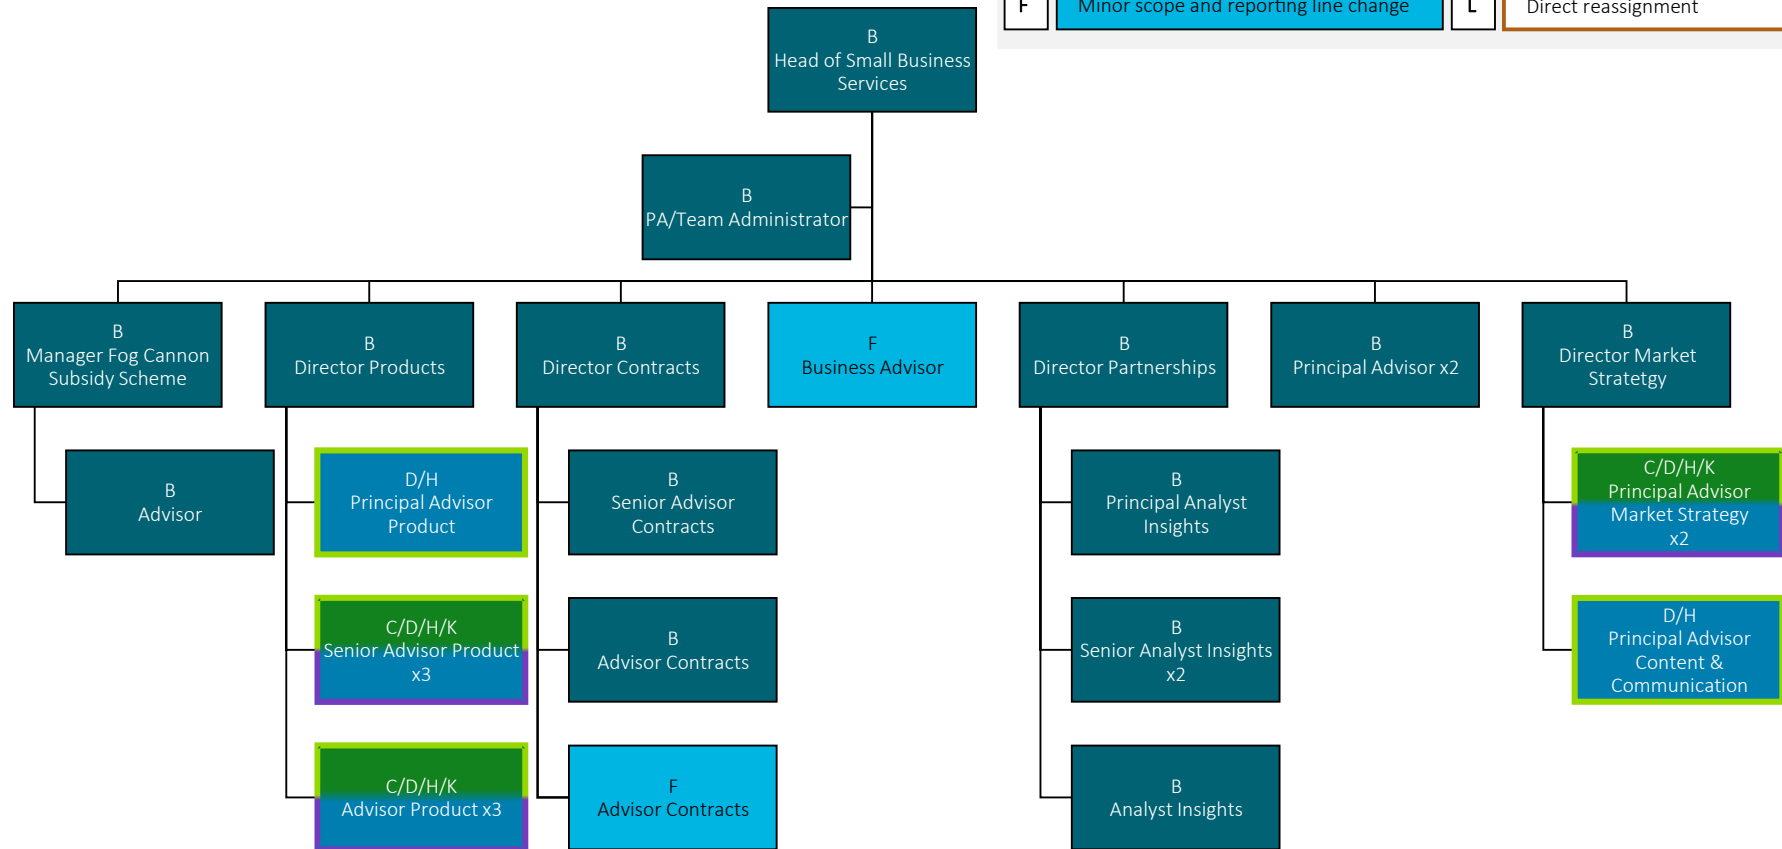 F Minor scope and reporting line change L Direct reassignment
B
Head of Small Business
Services
B
PA/Team Administrator
B
Manager Fog Cannon
Subsidy Scheme
B
Director Products
B
Director Contracts
F
Business Advisor
B
Director Partnerships
B
Principal Advisor x2
B
Director Market
Stratetgy
B
Advisor
D/H
Principal Advisor
Product
B
Senior Advisor
Contracts
B
Principal Analyst
Insights
C/D/H/K
Principal Advisor
Market Strategy
x2
C/D/H/K
Senior Advisor Product
x3
B
Advisor Contracts
B
Senior Analyst Insights
x2
D/H
Principal Advisor
Content &
Communication
C/D/H/K
Advisor Product x3
F
Advisor Contracts
B
Analyst Insights